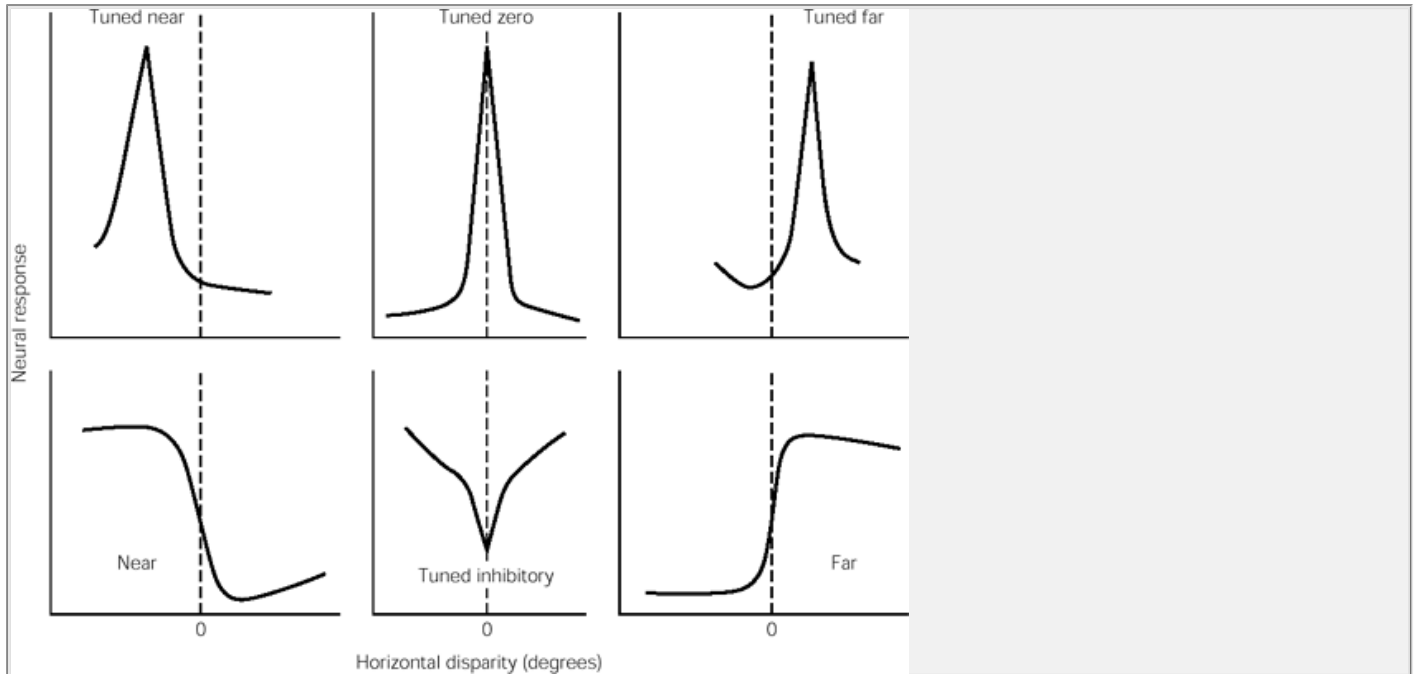 Tuned near
Tuned zero
Tuned far
Neural response
Near
Tuned inhibitory
Far
0
0
0
Horizontal disparity (degrees)